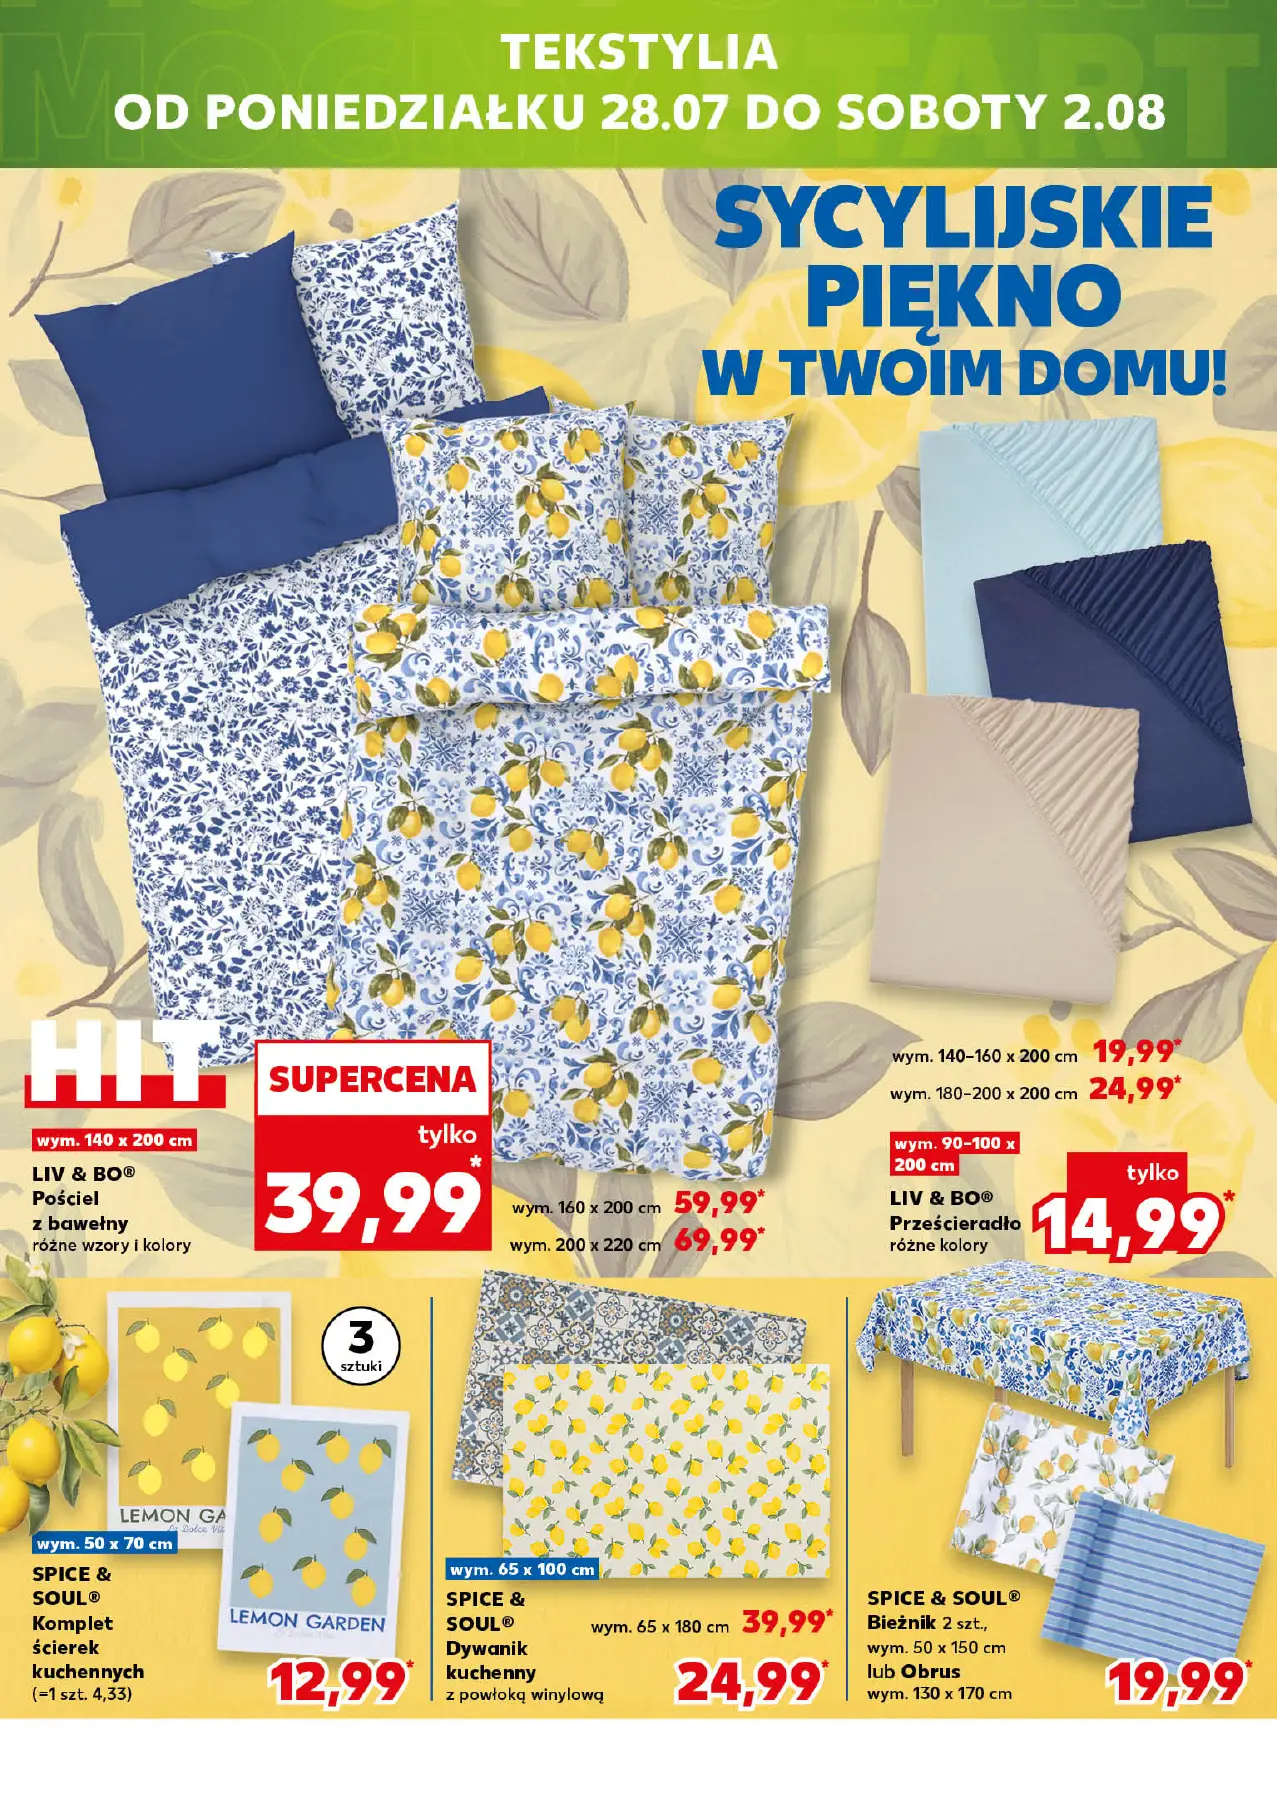 TEKSTYLIA
OD PONIEDZIAŁKU 28.07 DO SOBOTY 2.08
SYCYLIJSKIE
PIĘKNO
W TWOIM DOMU!
HIT
wym. 140 x 200 cm
LIV & BO®
Pościel
z bawełny
różne wzory i kolory
SUPERCENA
tylko
39,99*
wym. 160 x 200 cm 59,99*
wym. 200 x 220 cm 69,99*
wym. 140–160 x 200 cm 19,99*
wym. 180–200 x 200 cm 24,99*
wym. 90–100 x
200 cm
LIV & BO®
Prześcieradło
różne kolory
tylko
14,99*
3
sztuki
LEMON GA
La Dolce Vi
LEMON GARDEN
wym. 50 x 70 cm
SPICE &
SOUL®
Komplet
ścierek
kuchennych
(=1 szt. 4,33)
12,99*
wym. 65 x 100 cm
SPICE &
SOUL®
Dywanik
kuchenny
z powłoką winylową
wym. 65 x 180 cm 39,99*
24,99*
SPICE & SOUL®
Bieżnik 2 szt.,
wym. 50 x 150 cm
lub Obrus
wym. 130 x 170 cm
19,99*